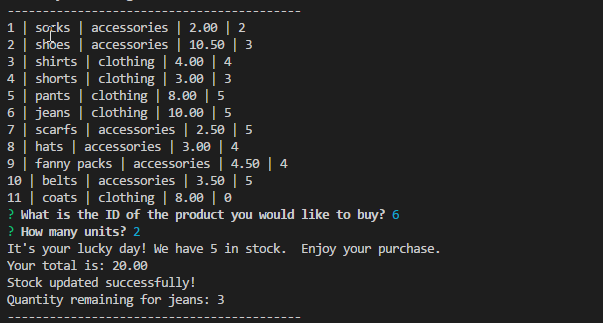 -----------------------------------------
1 | socks | accessories | 2.00 | 2
2 | shoes | accessories | 10.50 | 3
3 | shirts | clothing | 4.00 | 4
4 | shorts | clothing | 3.00 | 3
5 | pants | clothing | 8.00 | 5
6 | jeans | clothing | 10.00 | 5
7 | scarfs | accessories | 2.50 | 5
8 | hats | accessories | 3.00 | 4
9 | fanny packs | accessories | 4.50 | 4
10 | belts | accessories | 3.50 | 5
11 | coats | clothing | 8.00 | 0
? What is the ID of the product you would like to buy? 6
? How many units? 2
It's your lucky day! We have 5 in stock.  Enjoy your purchase.
Your total is: 20.00
Stock updated successfully!
Quantity remaining for jeans: 3
-----------------------------------------